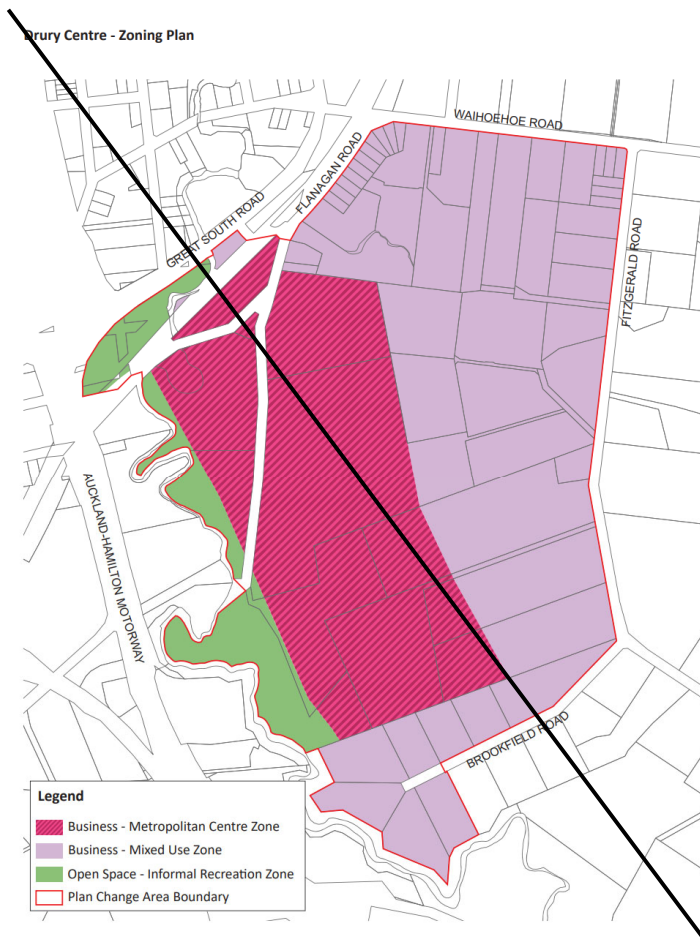 Drury Centre - Zoning Plan
WAIHOEHOE ROAD
FLANAGAN ROAD
GREAT SOUTH ROAD
FITZGERALD ROAD
AUCKLAND-HAMILTON MOTORWAY
BROOKFIELD ROAD
Legend
Business - Metropolitan Centre Zone
Business - Mixed Use Zone
Open Space - Informal Recreation Zone
Plan Change Area Boundary